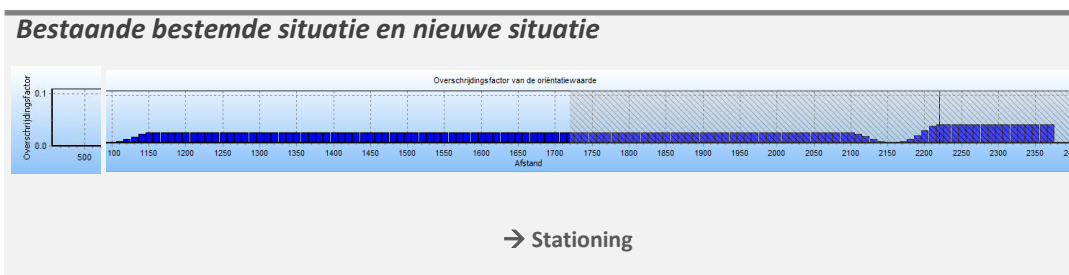 Bestaande bestemde situatie en nieuwe situatie
Overschrijdingsfactor van de oriëntatiewaarde
Overschrijdingsfactor
0.1
0.0
500
100 1150 1200 1250 1300 1350 1400 1450 1500 1550 1600 1650 1700 1750 1800 1850 1900 1950 2000 2050 2100 2150 2200 2250 2300 2350 2
Afstand
→ Stationing